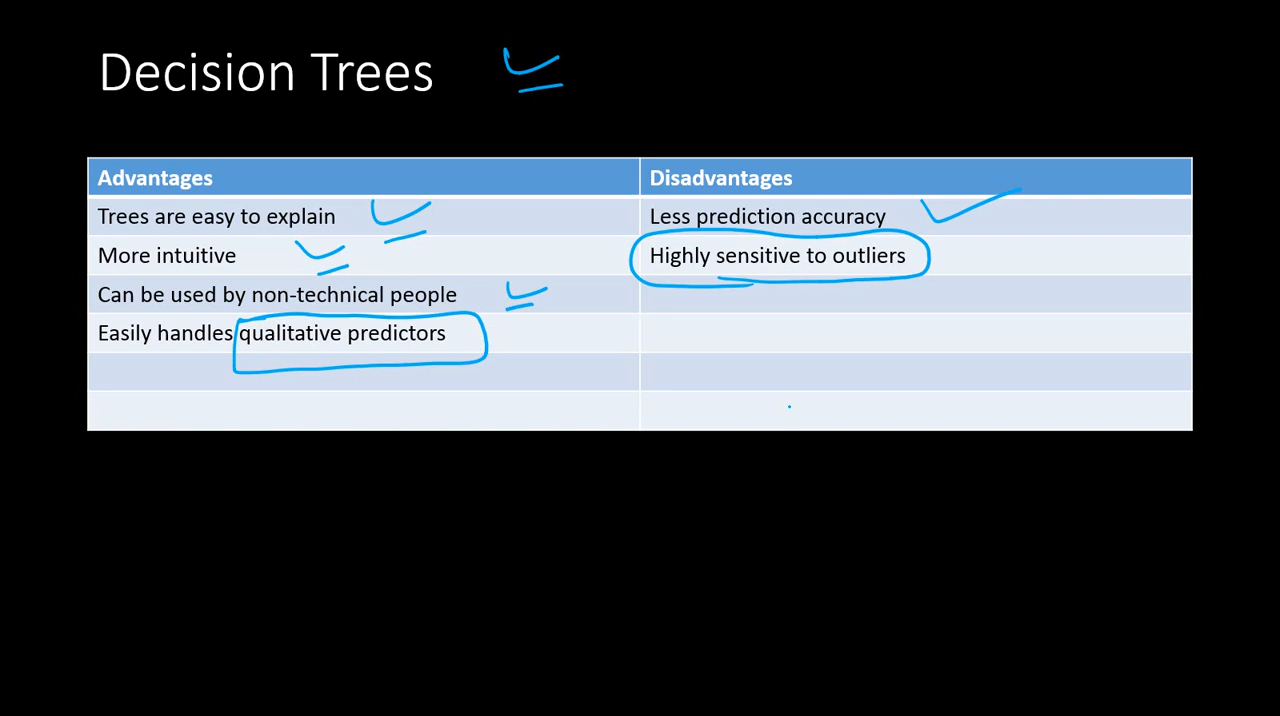 Decision Trees
Advantages
Disadvantages
Trees are easy to explain
Less prediction accuracy
More intuitive
Highly sensitive to outliers
Can be used by non-technical people
Easily handles qualitative predictors